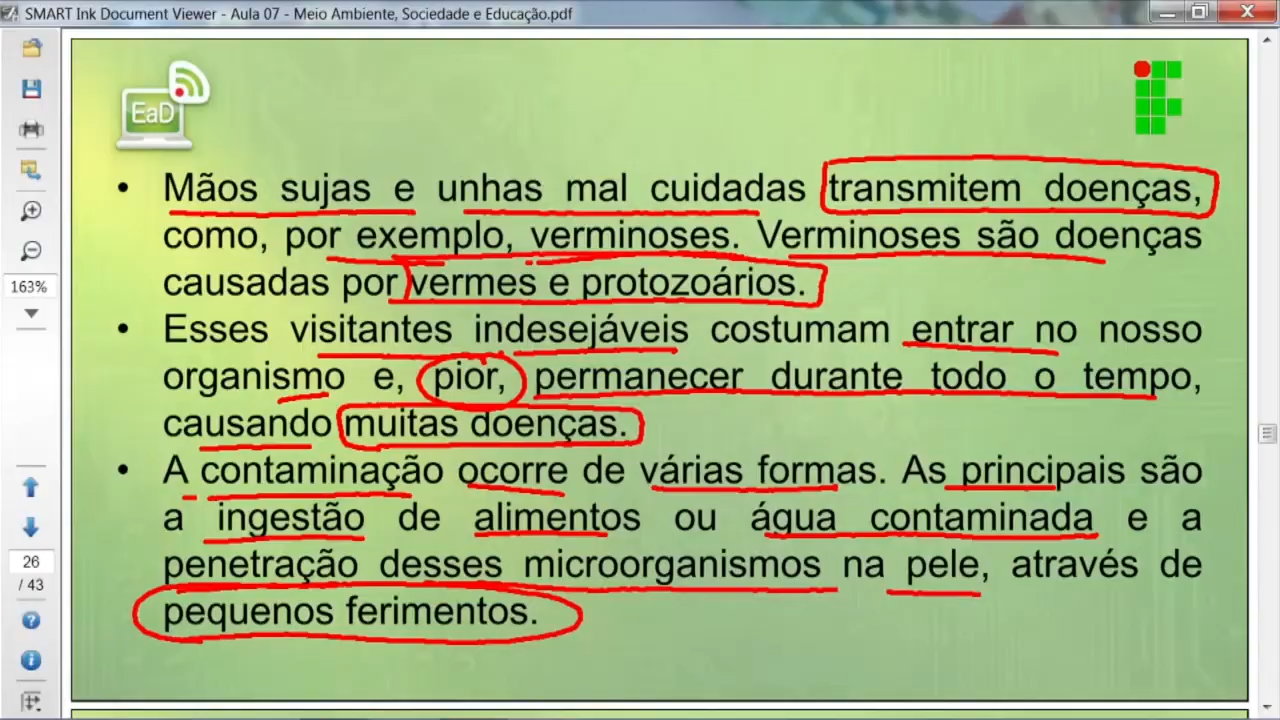 SMART Ink Document Viewer - Aula 07 - Meio Ambiente, Sociedade e Educação.pdf
EaD
• Mãos sujas e unhas mal cuidadas transmitem doenças,
como, por exemplo, verminoses. Verminoses são doenças
causadas por vermes e protozoários.
• Esses visitantes indesejáveis costumam entrar no nosso
organismo e, pior, permanecer durante todo o tempo,
causando muitas doenças.
• A contaminação ocorre de várias formas. As principais são
a ingestão de alimentos ou água contaminada e a
penetração desses microorganismos na pele, através de
pequenos ferimentos.
163%
26
/ 43